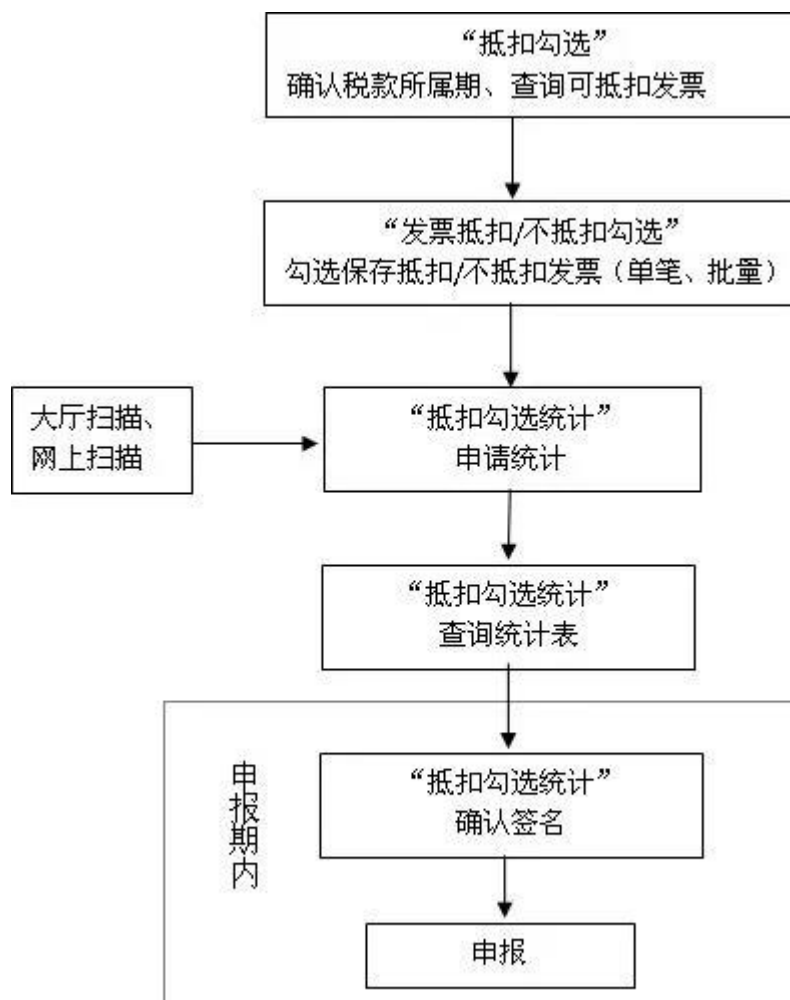 “抵扣勾选”
确认税款所属期、查询可抵扣发票
“发票抵扣/不抵扣勾选”
勾选保存抵扣/不抵扣发票（单笔、批量）
大厅扫描、
网上扫描
“抵扣勾选统计”
申请统计
“抵扣勾选统计”
查询统计表
申报期内
“抵扣勾选统计”
确认签名
申报